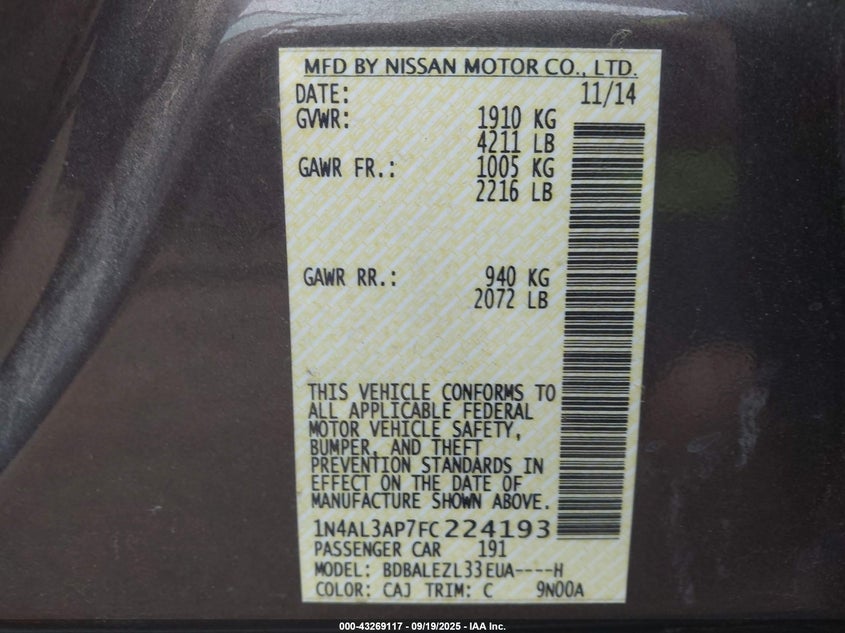 MFD BY NISSAN MOTOR CO., LTD.
DATE: 11/14
GVWR: 1910 KG
4211 LB
GAWR FR.: 1005 KG
2216 LB
GAWR RR.: 940 KG
2072 LB
THIS VEHICLE CONFORMS TO
ALL APPLICABLE FEDERAL
MOTOR VEHICLE SAFETY,
BUMPER, AND THEFT
PREVENTION STANDARDS IN
EFFECT ON THE DATE OF
MANUFACTURE SHOWN ABOVE.
1N4AL3AP7FC224193
PASSENGER CAR 191
MODEL: BDBALEZL33EUA----H
COLOR: CAJ TRIM: C 9N00A
000-43269117 - 09/19/2025 - IAA Inc.